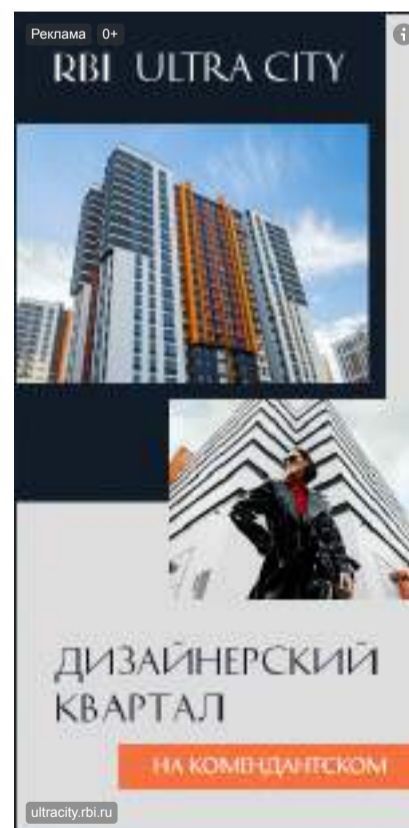 Реклама 0+
RBI ULTRA CITY
ДИЗАЙНЕРСКИЙ
КВАРТАЛ
НА КОМЕНДАНТСКОМ
ultracity.rbi.ru